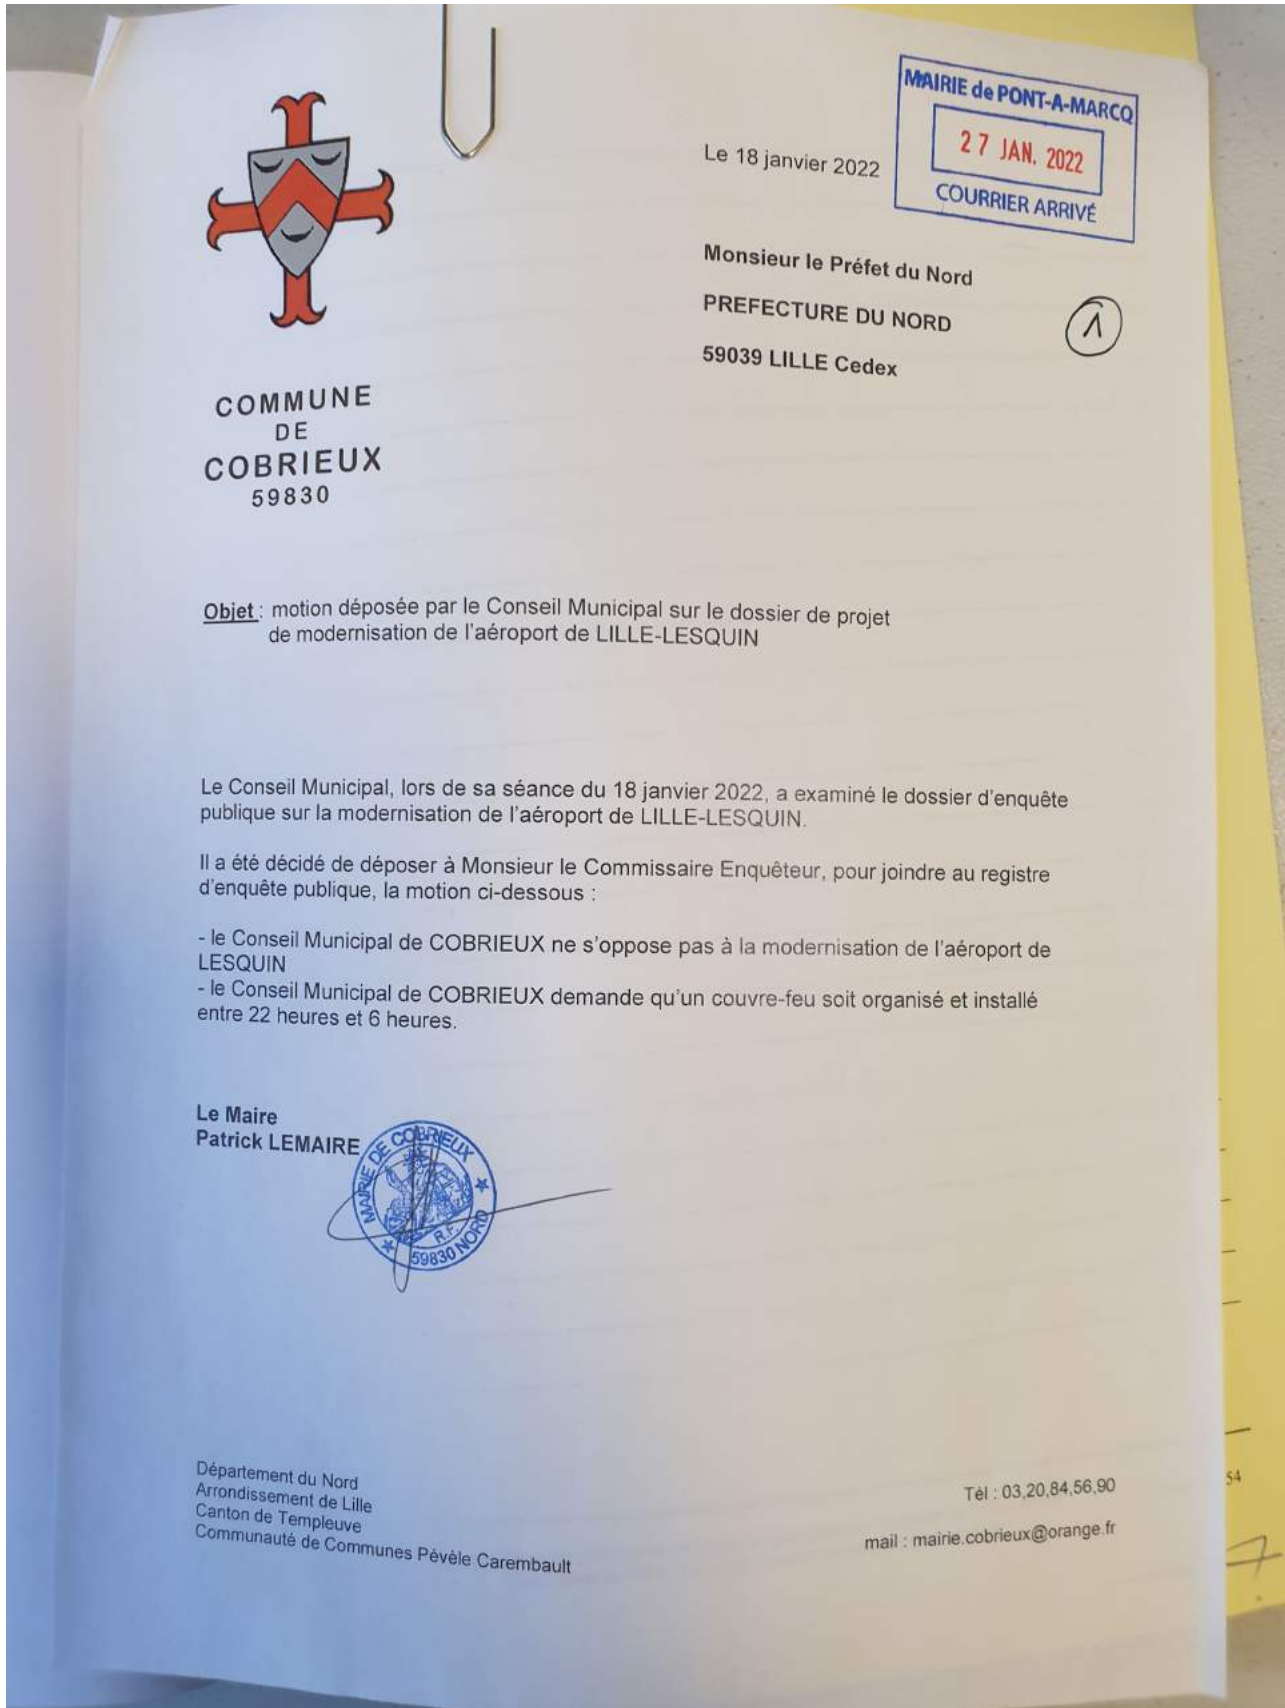 MAIRIE de PONT-A-MARCQ
27 JAN. 2022
COURRIER ARRIVÉ
Le 18 janvier 2022
Monsieur le Préfet du Nord
PREFECTURE DU NORD
59039 LILLE Cedex
1
COMMUNE
DE
COBRIEUX
59830
Objet : motion déposée par le Conseil Municipal sur le dossier de projet
de modernisation de l'aéroport de LILLE-LESQUIN
Le Conseil Municipal, lors de sa séance du 18 janvier 2022, a examiné le dossier d'enquête
publique sur la modernisation de l'aéroport de LILLE-LESQUIN.
Il a été décidé de déposer à Monsieur le Commissaire Enquêteur, pour joindre au registre
d'enquête publique, la motion ci-dessous :
- le Conseil Municipal de COBRIEUX ne s'oppose pas à la modernisation de l'aéroport de
LESQUIN
- le Conseil Municipal de COBRIEUX demande qu'un couvre-feu soit organisé et installé
entre 22 heures et 6 heures.
Le Maire
Patrick LEMAIRE
MAIRIE DE COBRIEUX
R.F.
59830 NORD
Département du Nord
Arrondissement de Lille
Canton de Templeuve
Communauté de Communes Pévèle Carembault
Tél : 03,20,84,56,90
mail : mairie.cobrieux@orange.fr
54
7